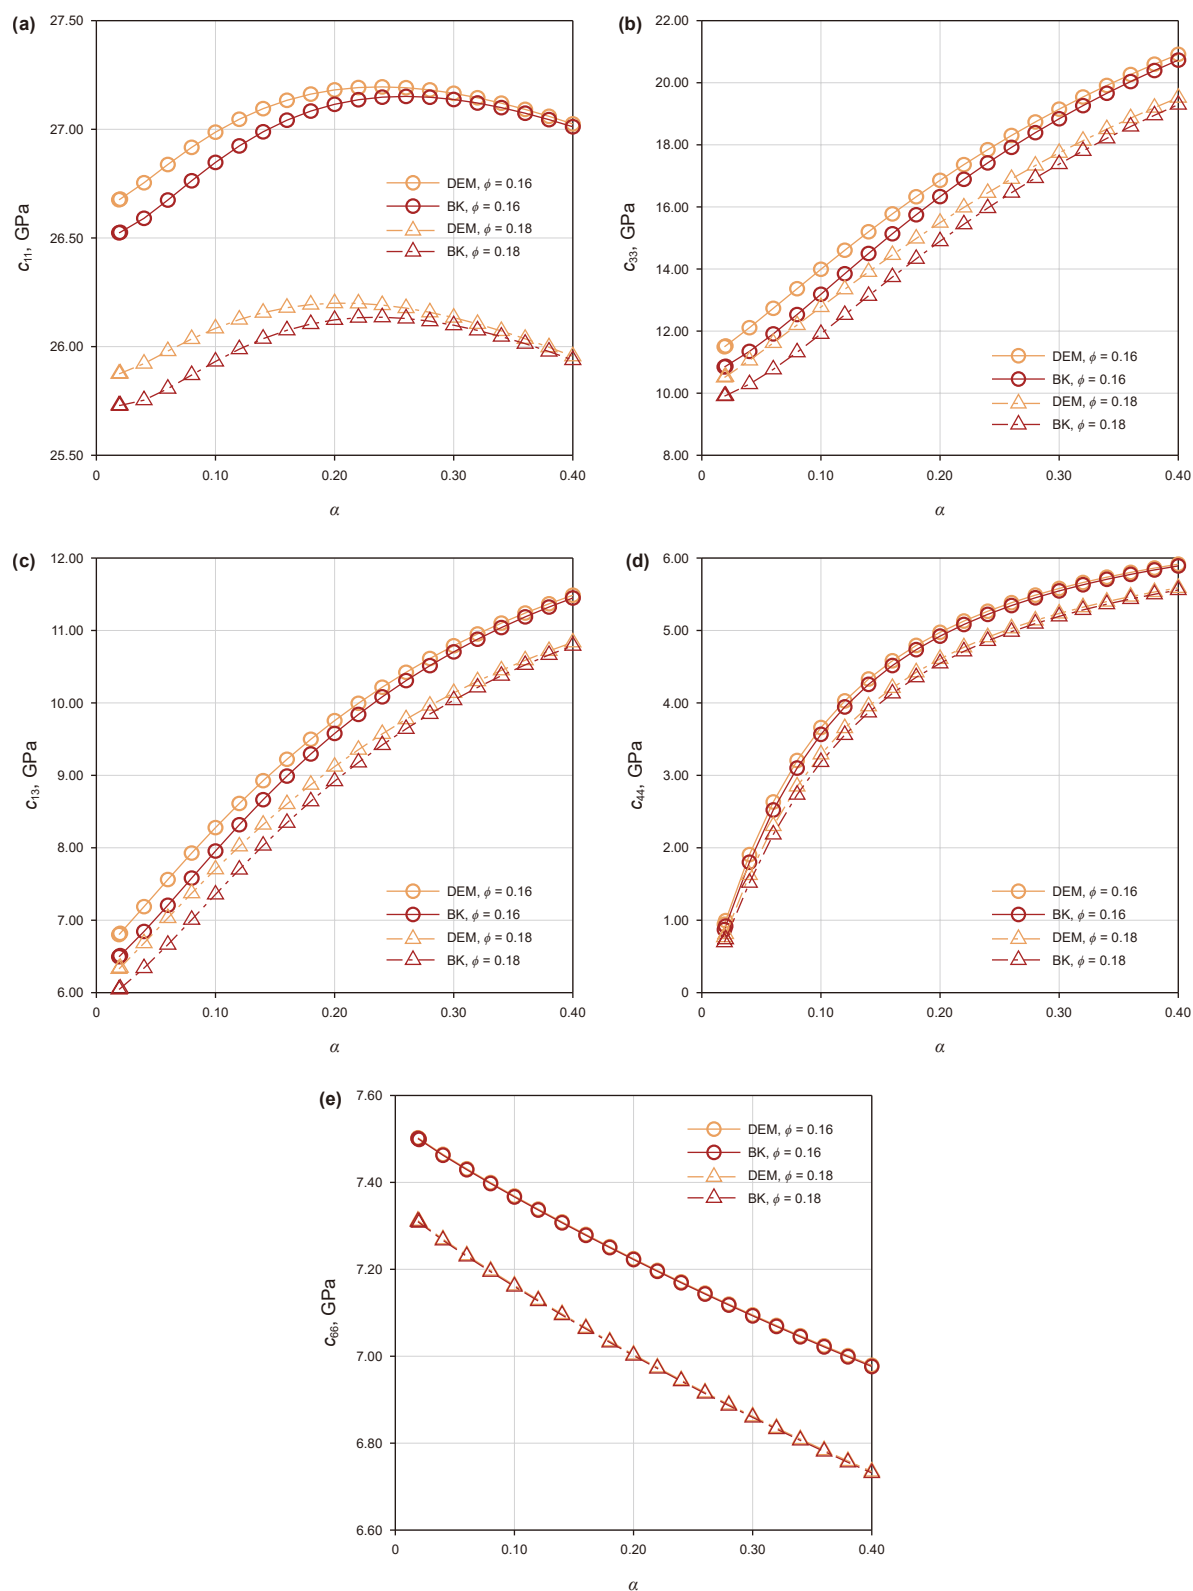 (a)
27.50
27.00
26.50
26.00
25.50
c11, GPa
DEM, ϕ = 0.16
BK, ϕ = 0.16
DEM, ϕ = 0.18
BK, ϕ = 0.18
0 0.10 0.20 0.30 0.40
α
(b)
22.00
20.00
18.00
16.00
14.00
12.00
10.00
8.00
c33, GPa
DEM, ϕ = 0.16
BK, ϕ = 0.16
DEM, ϕ = 0.18
BK, ϕ = 0.18
0 0.10 0.20 0.30 0.40
α
(c)
12.00
11.00
10.00
9.00
8.00
7.00
6.00
c13, GPa
DEM, ϕ = 0.16
BK, ϕ = 0.16
DEM, ϕ = 0.18
BK, ϕ = 0.18
0 0.10 0.20 0.30 0.40
α
(d)
6.00
5.00
4.00
3.00
2.00
1.00
0
c44, GPa
DEM, ϕ = 0.16
BK, ϕ = 0.16
DEM, ϕ = 0.18
BK, ϕ = 0.18
0 0.10 0.20 0.30 0.40
α
(e)
7.60
7.40
7.20
7.00
6.80
6.60
c66, GPa
DEM, ϕ = 0.16
BK, ϕ = 0.16
DEM, ϕ = 0.18
BK, ϕ = 0.18
0 0.10 0.20 0.30 0.40
α